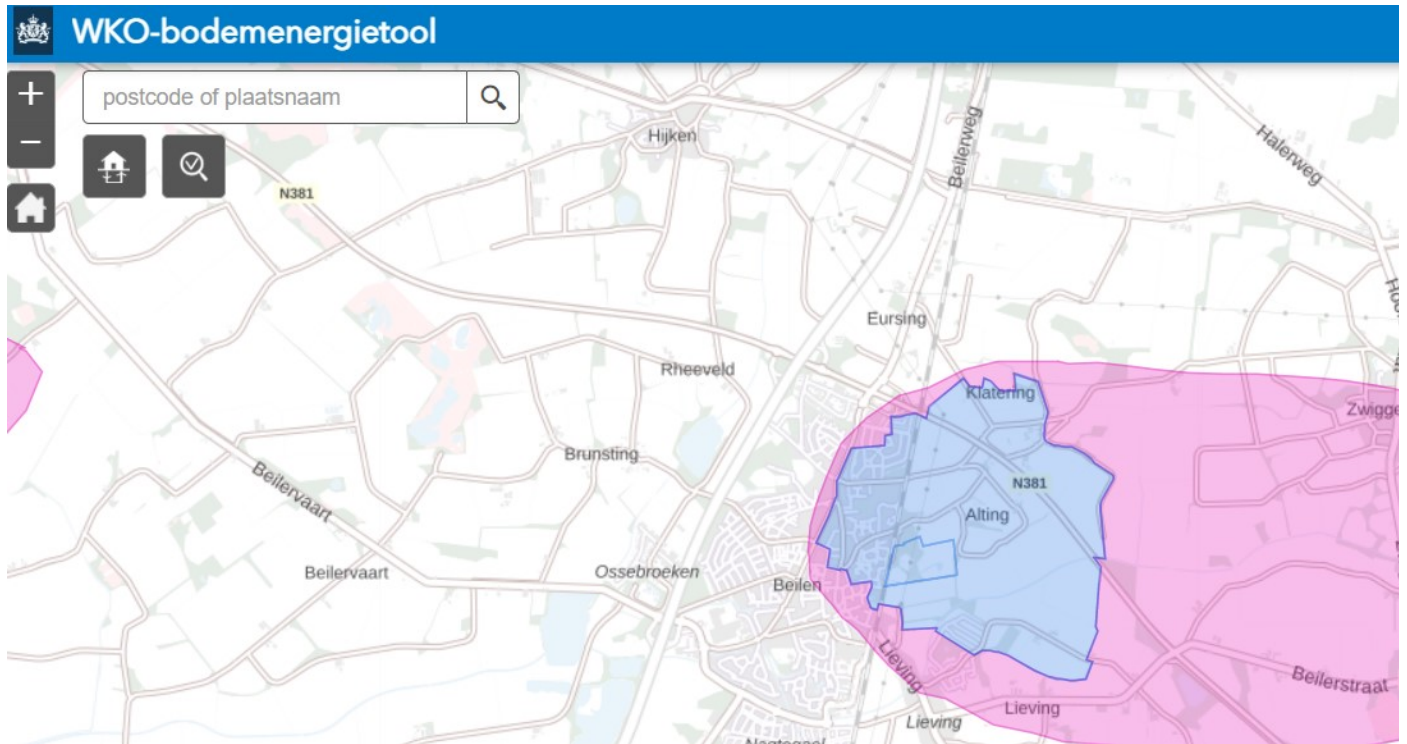 WKO-bodemenergietool
+
postcode of plaatsnaam
−
Hijken
Beilerweg
Halerweg
N381
Eursing
Rheeveld
Klatering
Zwigge
Brunsting
Beilervaart
N381
Alting
Beilervaart
Ossebroeken
Beilen
Lieving
Beilerstraat
Lieving
Lieving